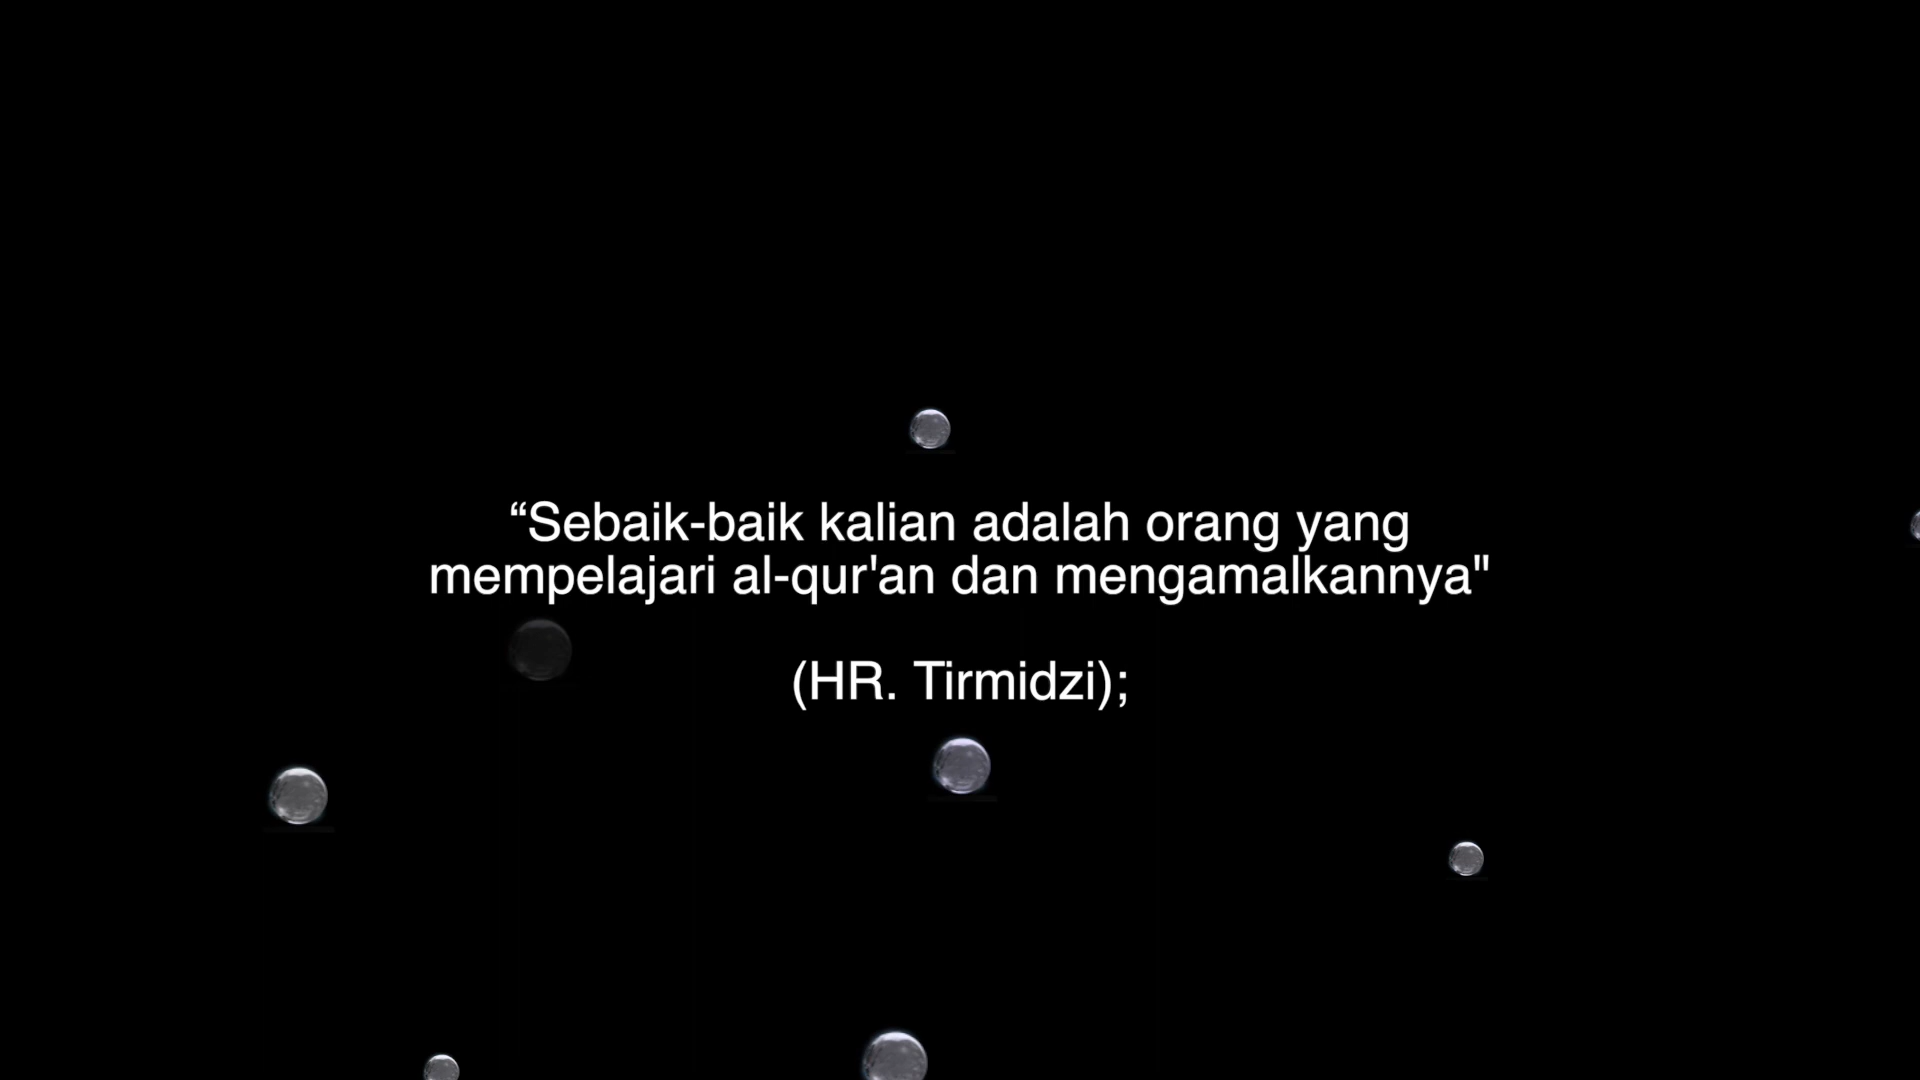 “Sebaik-baik kalian adalah orang yang
mempelajari al-qur'an dan mengamalkannya"
(HR. Tirmidzi);